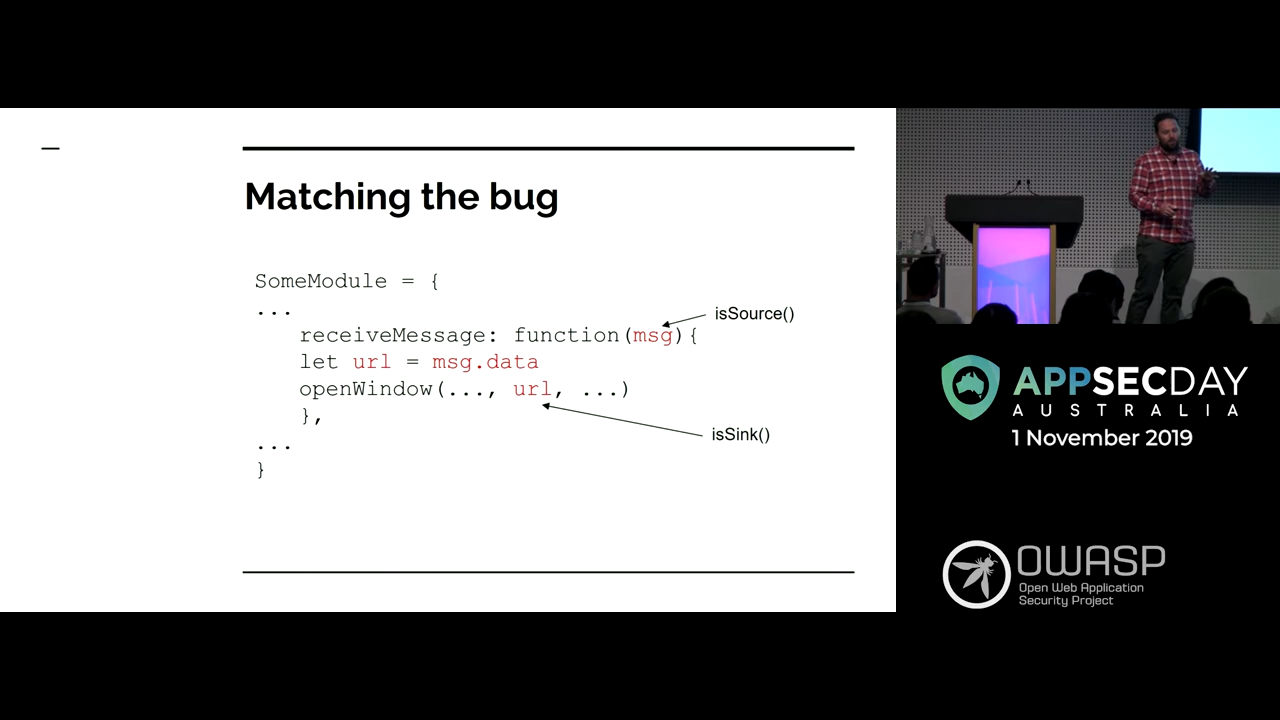 Matching the bug
SomeModule = {
...
receiveMessage: function(msg){
let url = msg.data
openWindow(..., url, ...)
},
...
}
isSource()
isSink()
APPSECDAY
AUSTRALIA
1 November 2019
OWASP
Open Web Application
Security Project